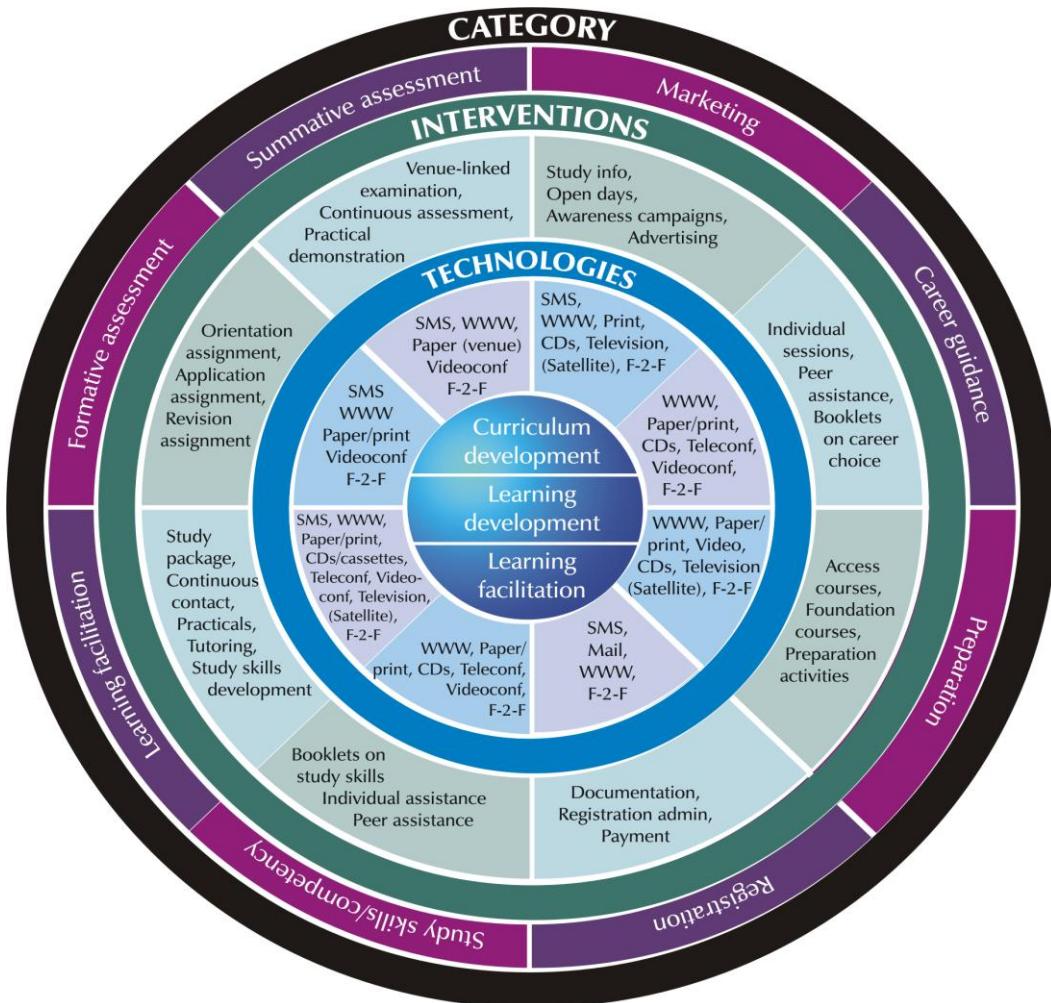 CATEGORY
Marketing
Career guidance
Preparation
Registration
Study skills/competency
Learning facilitation
Formative assessment
Summative assessment
INTERVENTIONS
Study info,
Open days,
Awareness campaigns,
Advertising
Individual
sessions,
Peer
assistance,
Booklets
on career
choice
Access
courses,
Foundation
courses,
Preparation
activities
Documentation,
Registration admin,
Payment
Booklets on
study skills
Individual assistance
Peer assistance
Study
package,
Continuous
contact,
Practicals,
Tutoring,
Study skills
development
Orientation
assignment,
Application
assignment,
Revision
assignment
Venue-linked
examination,
Continuous assessment,
Practical
demonstration
TECHNOLOGIES
SMS,
WWW, Print,
CDs, Television,
(Satellite), F-2-F
WWW,
Paper/print,
CDs, Teleconf,
Videoconf,
F-2-F
WWW, Paper/
print, Video,
CDs, Television
(Satellite), F-2-F
SMS,
Mail,
WWW,
F-2-F
WWW, Paper/
print, CDs, Teleconf,
Videoconf,
F-2-F
SMS, WWW,
Paper/print,
CDs/cassettes,
Teleconf, Video-
conf, Television,
(Satellite),
F-2-F
SMS
WWW
Paper/print
Videoconf
F-2-F
SMS, WWW,
Paper (venue)
Videoconf
F-2-F
Curriculum
development
Learning
development
Learning
facilitation